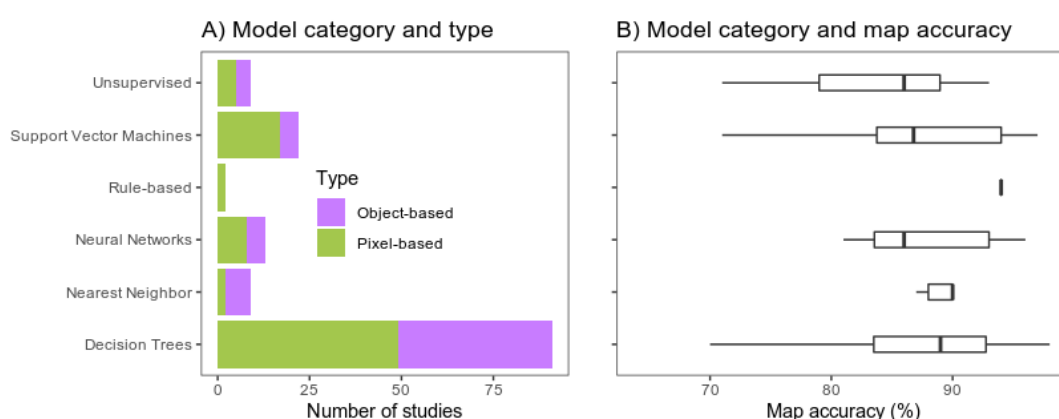 A) Model category and type
Unsupervised
Support Vector Machines
Rule-based
Neural Networks
Nearest Neighbor
Decision Trees
Type
Object-based
Pixel-based
0 25 50 75
Number of studies
B) Model category and map accuracy
70 80 90
Map accuracy (%)